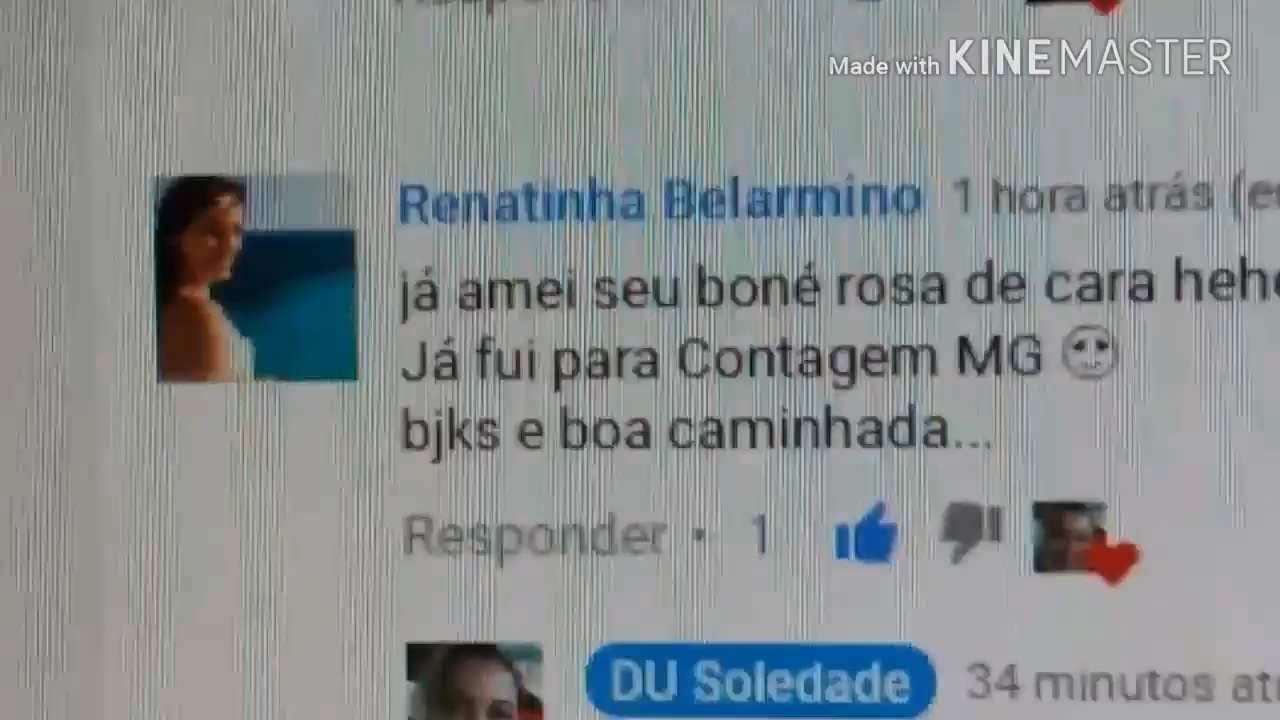 Made with KINEMASTER
Renatinha Belarmino 1 hora atrás
já amei seu boné rosa de cara hehe
Já fui para Contagem MG
bjks e boa caminhada...
Responder · 1
DU Soledade 34 minutos